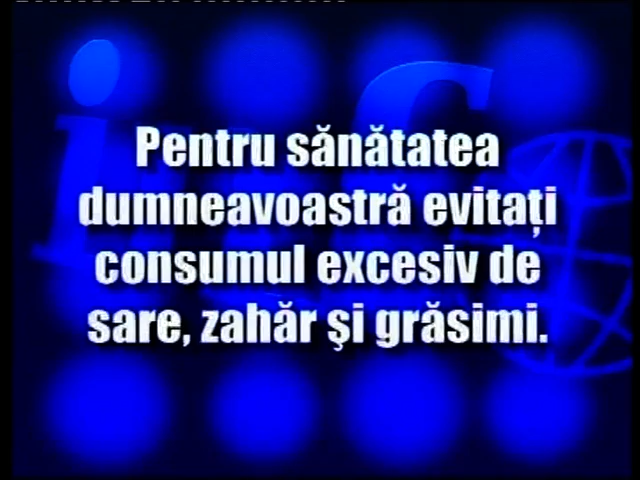 Pentru sănătatea
dumneavoastră evitați
consumul excesiv de
sare, zahăr şi grăsimi.